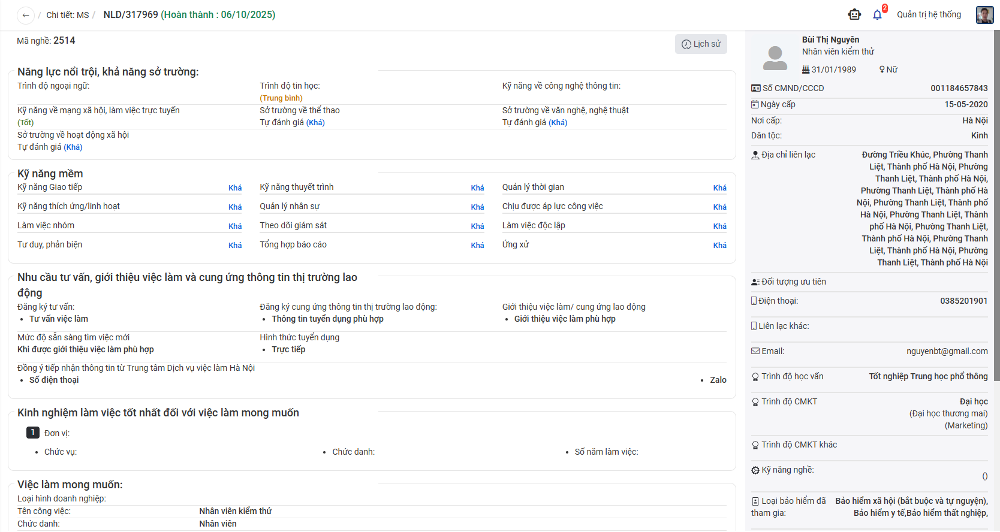 ← / Chi tiết: MS / NLD/317969 (Hoàn thành : 06/10/2025)
2 Quản trị hệ thống
Mã nghề: 2514
Lịch sử
Năng lực nổi trội, khả năng sở trường:
Trình độ ngoại ngữ:
Trình độ tin học:
(Trung bình)
Kỹ năng về công nghệ thông tin:
Kỹ năng về mạng xã hội, làm việc trực tuyến
(Tốt)
Sở trường về thể thao
Tự đánh giá (Khá)
Sở trường về văn nghệ, nghệ thuật
Tự đánh giá (Khá)
Sở trường về hoạt động xã hội
Tự đánh giá (Khá)
Kỹ năng mềm
Kỹ năng Giao tiếp Khá
Kỹ năng thuyết trình Khá
Quản lý thời gian Khá
Kỹ năng thích ứng/linh hoạt Khá
Quản lý nhân sự Khá
Chịu được áp lực công việc Khá
Làm việc nhóm Khá
Theo dõi giám sát Khá
Làm việc độc lập Khá
Tư duy, phản biện Khá
Tổng hợp báo cáo Khá
Ứng xử Khá
Nhu cầu tư vấn, giới thiệu việc làm và cung ứng thông tin thị trường lao
động
Đăng ký tư vấn:
• Tư vấn việc làm
Đăng ký cung ứng thông tin thị trường lao động:
• Thông tin tuyển dụng phù hợp
Giới thiệu việc làm/ cung ứng lao động
• Giới thiệu việc làm phù hợp
Mức độ sẵn sàng tìm việc mới
Khi được giới thiệu việc làm phù hợp
Hình thức tuyển dụng
• Trực tiếp
Đồng ý tiếp nhận thông tin từ Trung tâm Dịch vụ việc làm Hà Nội
• Số điện thoại
• Zalo
Kinh nghiệm làm việc tốt nhất đối với việc làm mong muốn
1 Đơn vị:
• Chức vụ:
• Chức danh:
• Số năm làm việc:
Việc làm mong muốn:
Loại hình doanh nghiệp:
Tên công việc: Nhân viên kiểm thử
Chức danh: Nhân viên
Bùi Thị Nguyên
Nhân viên kiểm thử
31/01/1989 Nữ
Số CMND/CCCD 001184657843
Ngày cấp 15-05-2020
Nơi cấp: Hà Nội
Dân tộc: Kinh
Địa chỉ liên lạc Đường Triều Khúc, Phường Thanh
Liệt, Thành phố Hà Nội, Phường
Thanh Liệt, Thành phố Hà Nội,
Phường Thanh Liệt, Thành phố Hà
Nội, Phường Thanh Liệt, Thành phố
Hà Nội, Phường Thanh Liệt, Thành
phố Hà Nội, Phường Thanh Liệt,
Thành phố Hà Nội, Phường Thanh
Liệt, Thành phố Hà Nội, Phường
Thanh Liệt, Thành phố Hà Nội
Đối tượng ưu tiên
Điện thoại: 0385201901
Liên lạc khác:
Email: nguyenbt@gmail.com
Trình độ học vấn Tốt nghiệp Trung học phổ thông
Trình độ CMKT Đại học
(Đại học thương mai)
(Marketing)
Trình độ CMKT khác
Kỹ năng nghề:
()
Loại bảo hiểm đã Bảo hiểm xã hội (bắt buộc và tự nguyện),
tham gia: Bảo hiểm y tế,Bảo hiểm thất nghiệp,